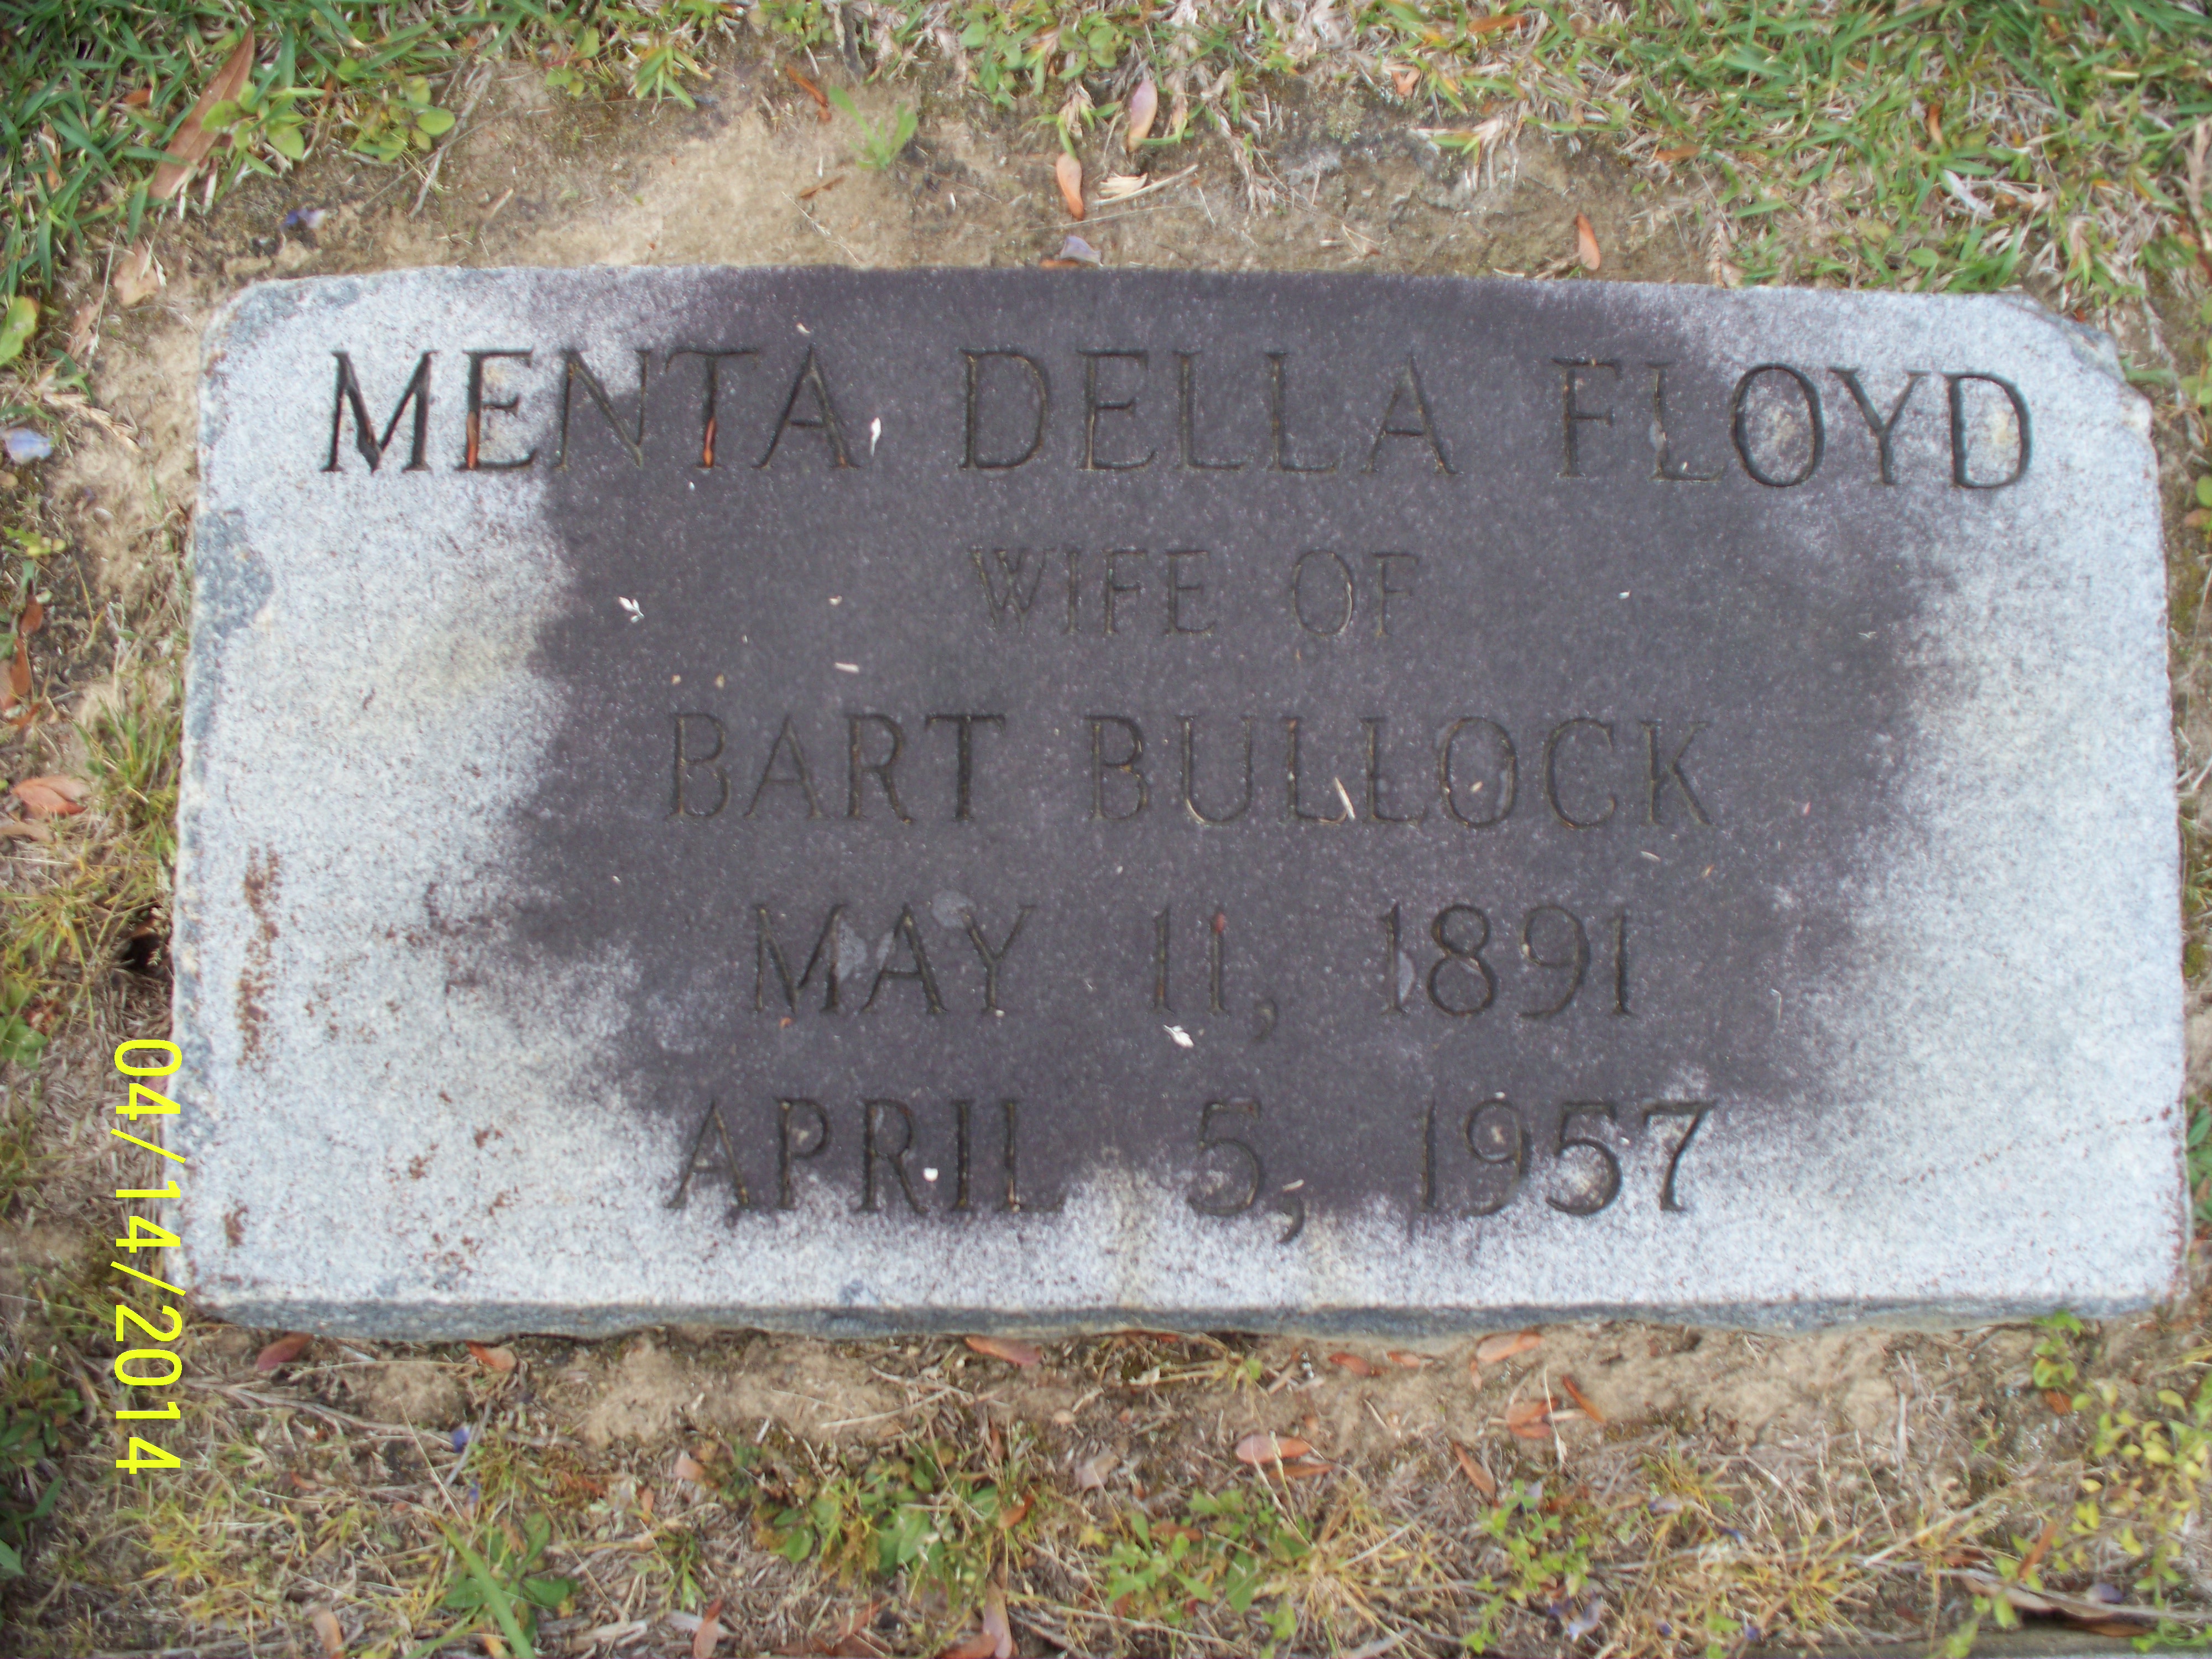 MENTA DELLA FLOYD
WIFE OF
BART BULLOCK
MAY 11, 1891
APRIL 5, 1957
04/14/2014